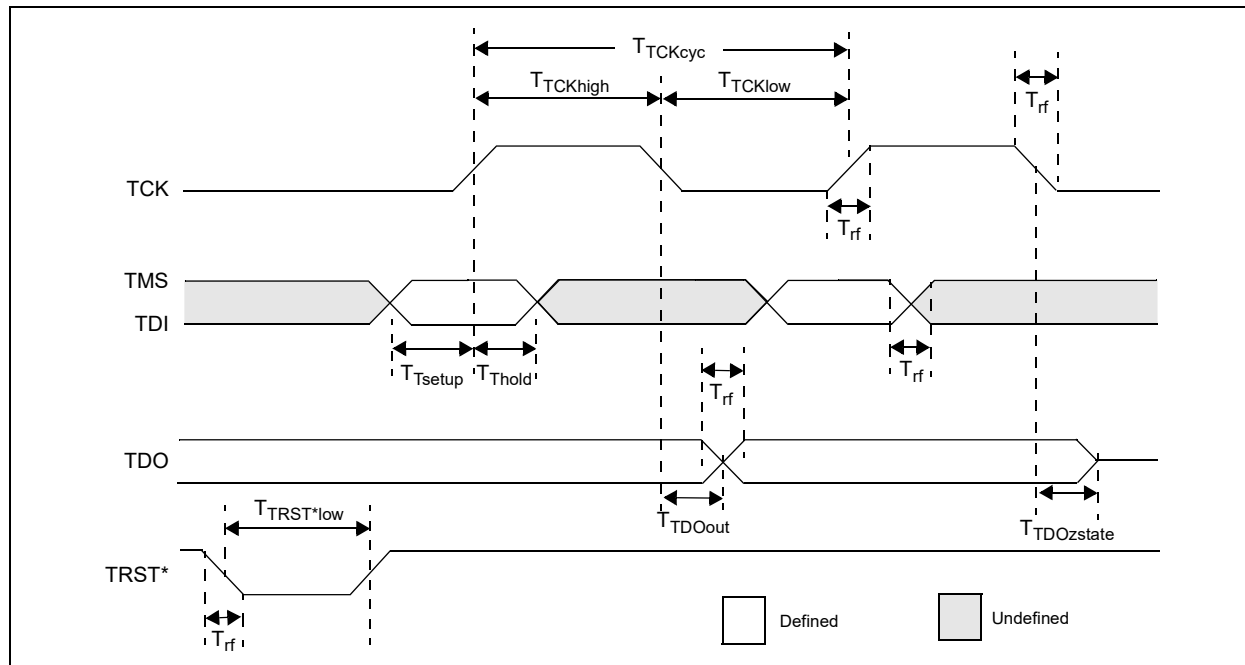 TTCKcyc
TTCKhigh TTCKlow
Trf
TCK
Trf
TMS
TDI
TTsetup TThold
Trf
Trf
TDO
TTRST*low
TTDOout
TTDOzstate
TRST*
Trf
Defined
Undefined